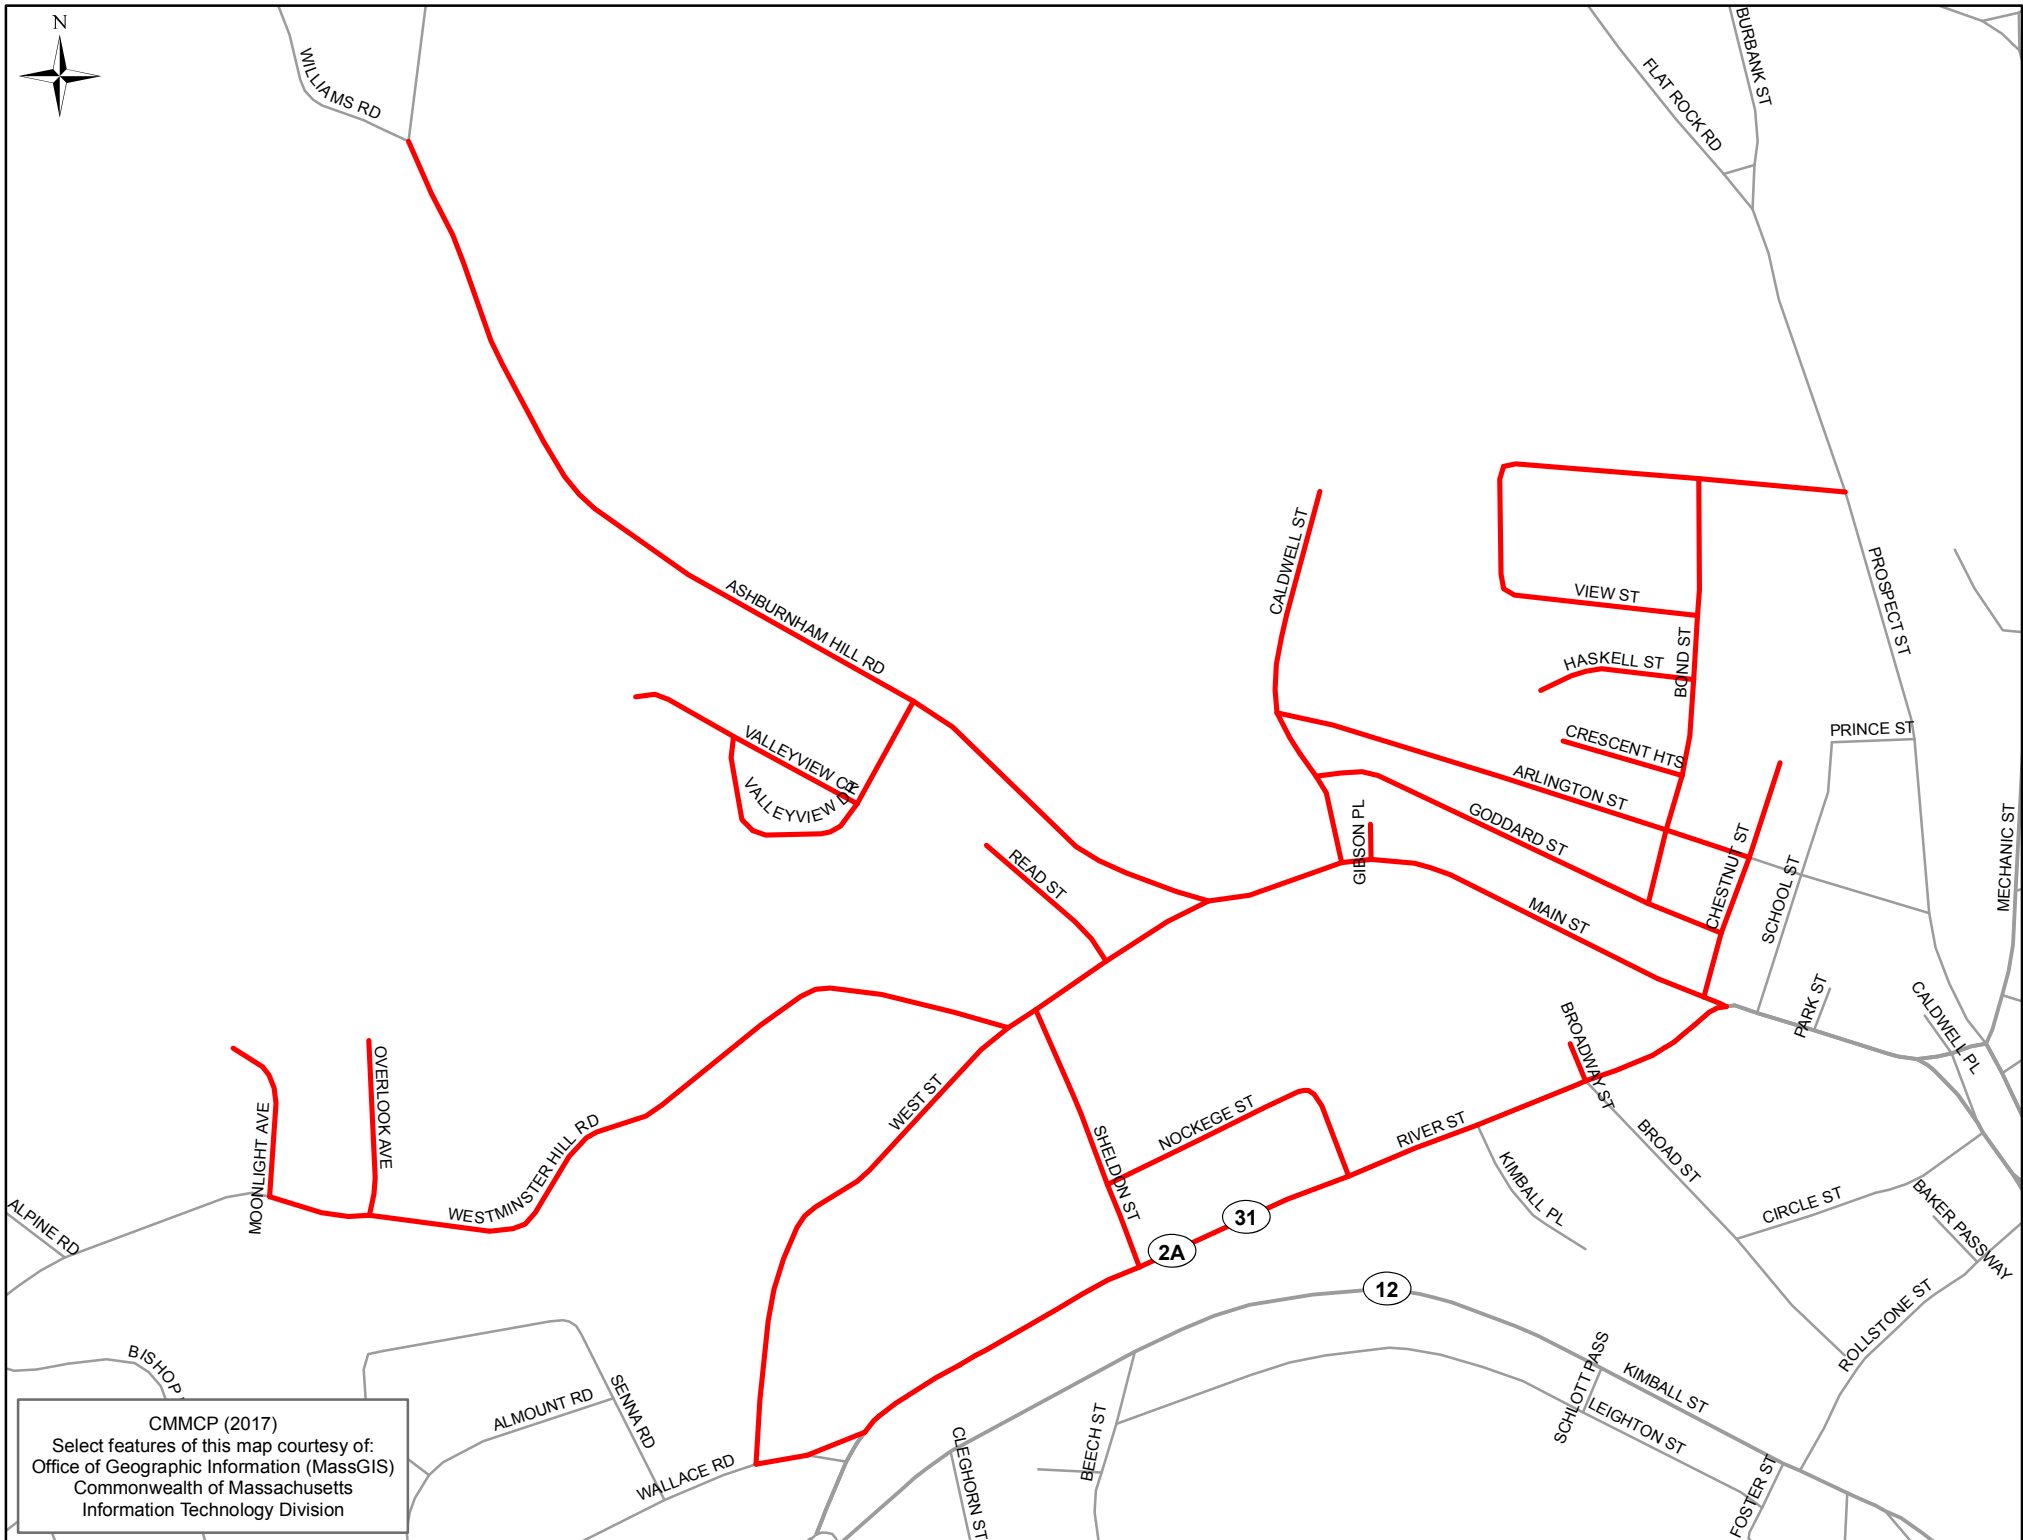 N
WILLIAMS RD
BURBANK ST
FLAT ROCK RD
CALDWELL ST
VIEW ST
PROSPECT ST
ASHBURNHAM HILL RD
HASKELL ST
BOND ST
CRESCENT HTS
PRINCE ST
VALLEYVIEW CR
VALLEYVIEW DR
ARLINGTON ST
GODDARD ST
GIBSON PL
READ ST
CHESTNUT ST
SCHOOL ST
MECHANIC ST
MAIN ST
PARK ST
CALDWELL PL
BROADWAY ST
OVERLOOK AVE
MOONLIGHT AVE
WEST ST
WESTMINSTER HILL RD
NOCKEGE ST
SHELDON ST
RIVER ST
KIMBALL PL
BROAD ST
CIRCLE ST
BAKER PASSWAY
ALPINE RD
31
2A
12
ROLLSTONE ST
BISHOP
SENNA RD
ALMOUNT RD
SCHLOTT PASS
KIMBALL ST
LEIGHTON ST
BEECH ST
CLEGHORN ST
WALLACE RD
FOSTER ST
CMMCP (2017)
Select features of this map courtesy of:
Office of Geographic Information (MassGIS)
Commonwealth of Massachusetts
Information Technology Division